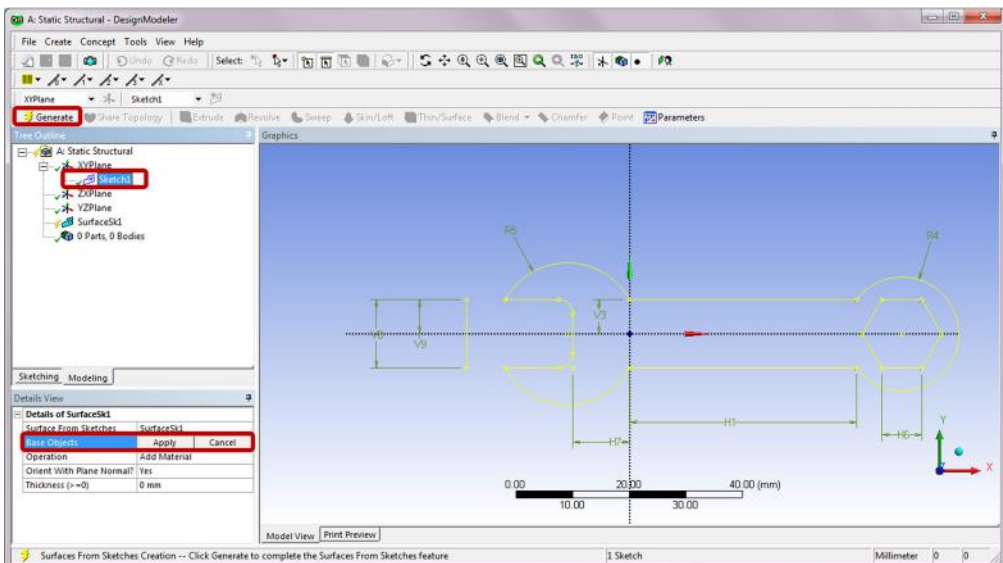 A: Static Structural - DesignModeler
File Create Concept Tools View Help
Undo Redo Select:
XYPlane Sketch1
Generate Share Topology Extrude Revolve Sweep Skin/Loft Thin/Surface Blend Chamfer Point Parameters
Tree Outline
Graphics
A: Static Structural
XYPlane
Sketch1
ZXPlane
YZPlane
SurfaceSk1
0 Parts, 0 Bodies
R5
R4
V3
V8
V9
H1
H6
H7
Y
X
0.00 20.00 40.00 (mm)
10.00 30.00
Sketching Modeling
Details View
Details of SurfaceSk1
Surface From Sketches SurfaceSk1
Base Objects Apply Cancel
Operation Add Material
Orient With Plane Normal? Yes
Thickness (>=0) 0 mm
Model View Print Preview
Surfaces From Sketches Creation -- Click Generate to complete the Surfaces From Sketches feature 1 Sketch Millimeter 0 0